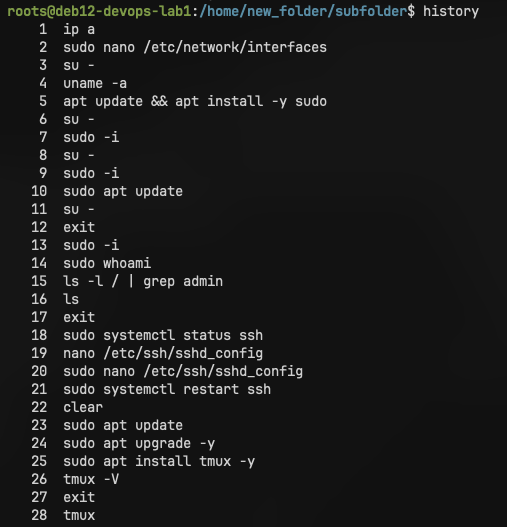 roots@deb12-devops-lab1:/home/new_folder/subfolder$ history
1 ip a
2 sudo nano /etc/network/interfaces
3 su -
4 uname -a
5 apt update && apt install -y sudo
6 su -
7 sudo -i
8 su -
9 sudo -i
10 sudo apt update
11 su -
12 exit
13 sudo -i
14 sudo whoami
15 ls -l / | grep admin
16 ls
17 exit
18 sudo systemctl status ssh
19 nano /etc/ssh/sshd_config
20 sudo nano /etc/ssh/sshd_config
21 sudo systemctl restart ssh
22 clear
23 sudo apt update
24 sudo apt upgrade -y
25 sudo apt install tmux -y
26 tmux -V
27 exit
28 tmux